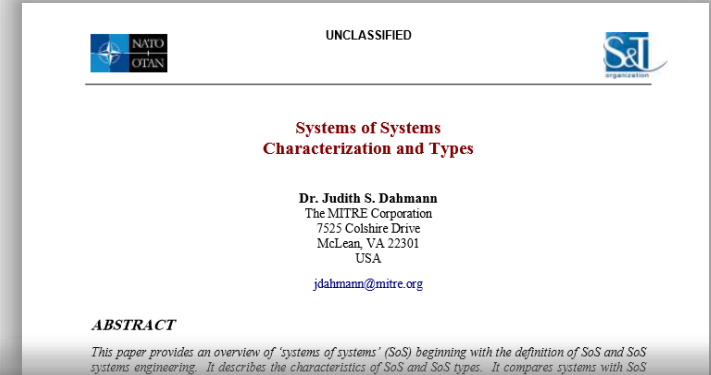 UNCLASSIFIED
NATO
OTAN
S&T
organization
Systems of Systems
Characterization and Types
Dr. Judith S. Dahmann
The MITRE Corporation
7525 Colshire Drive
McLean, VA 22301
USA
jdahmann@mitre.org
ABSTRACT
This paper provides an overview of ‘systems of systems’ (SoS) beginning with the definition of SoS and SoS
systems engineering. It describes the characteristics of SoS and SoS types. It compares systems with SoS